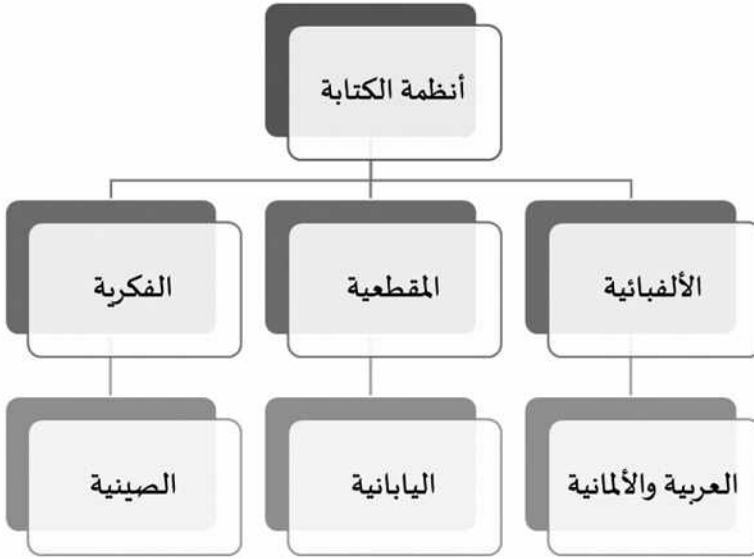 أنظمة الكتابة
الألفبائية
المقطعية
الفكرية
العربية والألمانية
اليابانية
الصينية